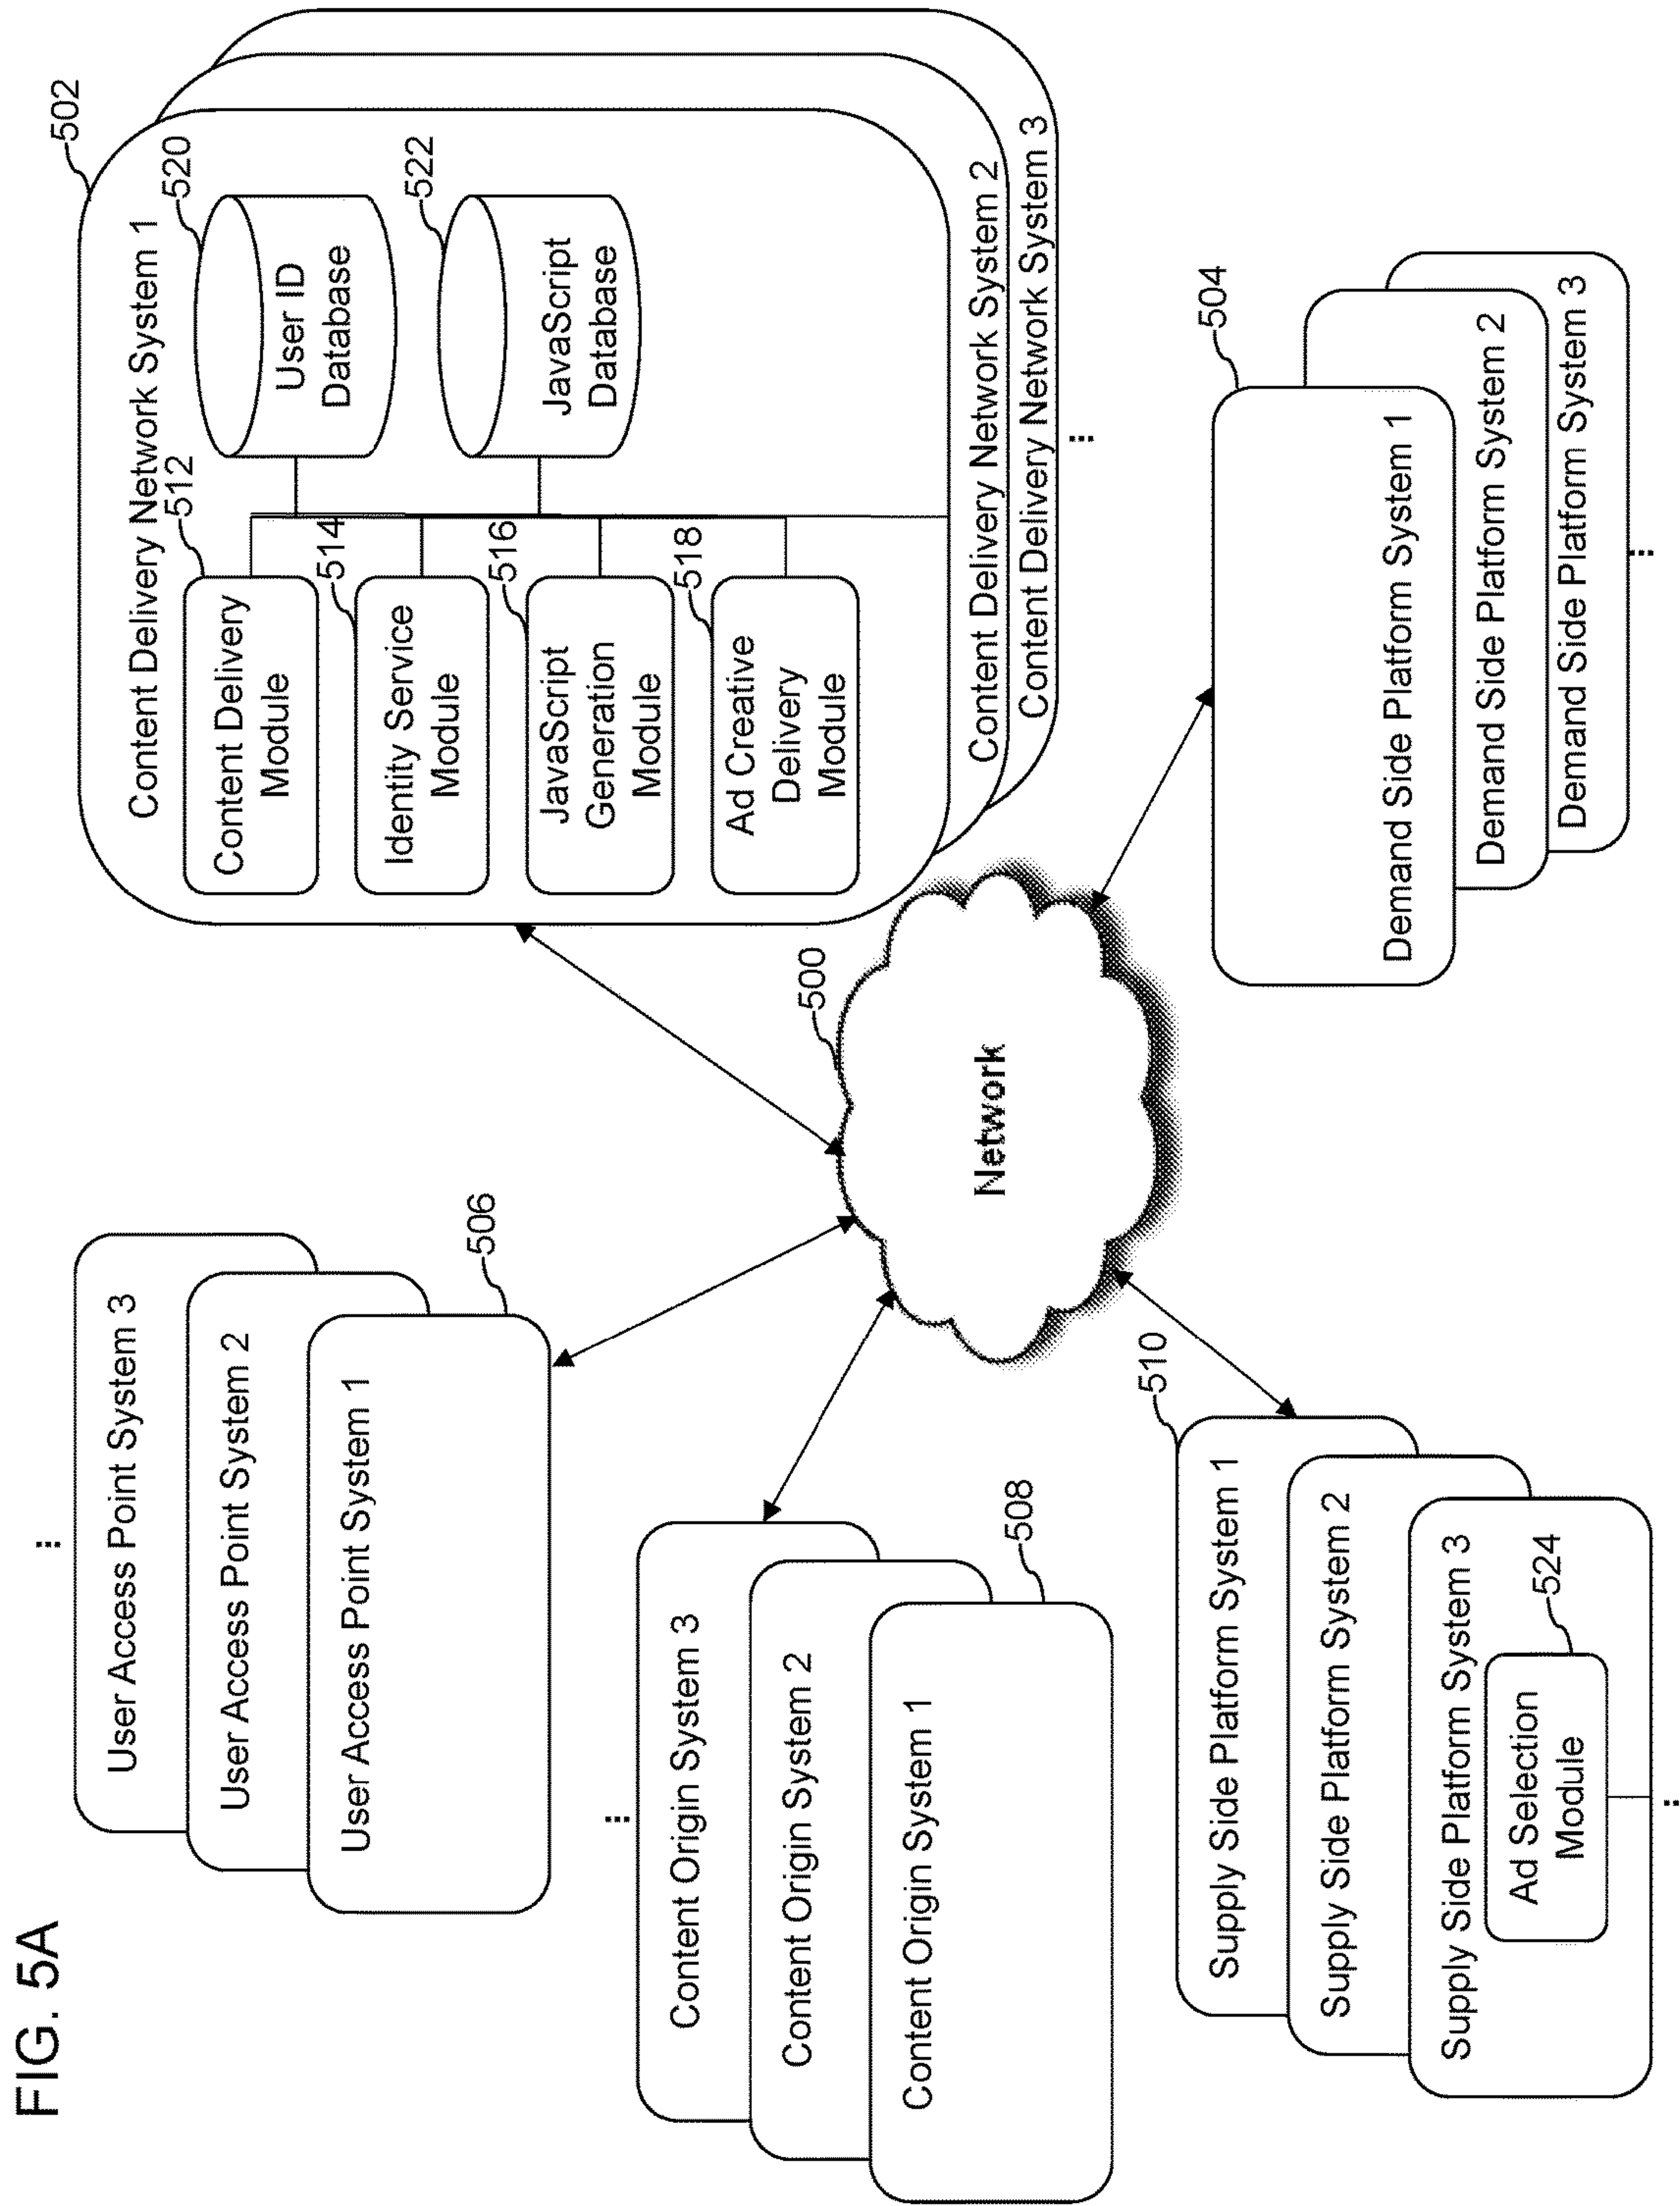 FIG. 5A
⋮
User Access Point System 3
User Access Point System 2
User Access Point System 1
506
⋮
Content Origin System 3
Content Origin System 2
Content Origin System 1
508
510
Supply Side Platform System 1
Supply Side Platform System 2
Supply Side Platform System 3
Ad Selection
Module
524
⋮
500
Network
502
Content Delivery Network System 1
512
Content Delivery
Module
514
Identity Service
Module
516
JavaScript
Generation
Module
518
Ad Creative
Delivery
Module
520
User ID
Database
522
JavaScript
Database
Content Delivery Network System 2
Content Delivery Network System 3
⋮
504
Demand Side Platform System 1
Demand Side Platform System 2
Demand Side Platform System 3
⋮